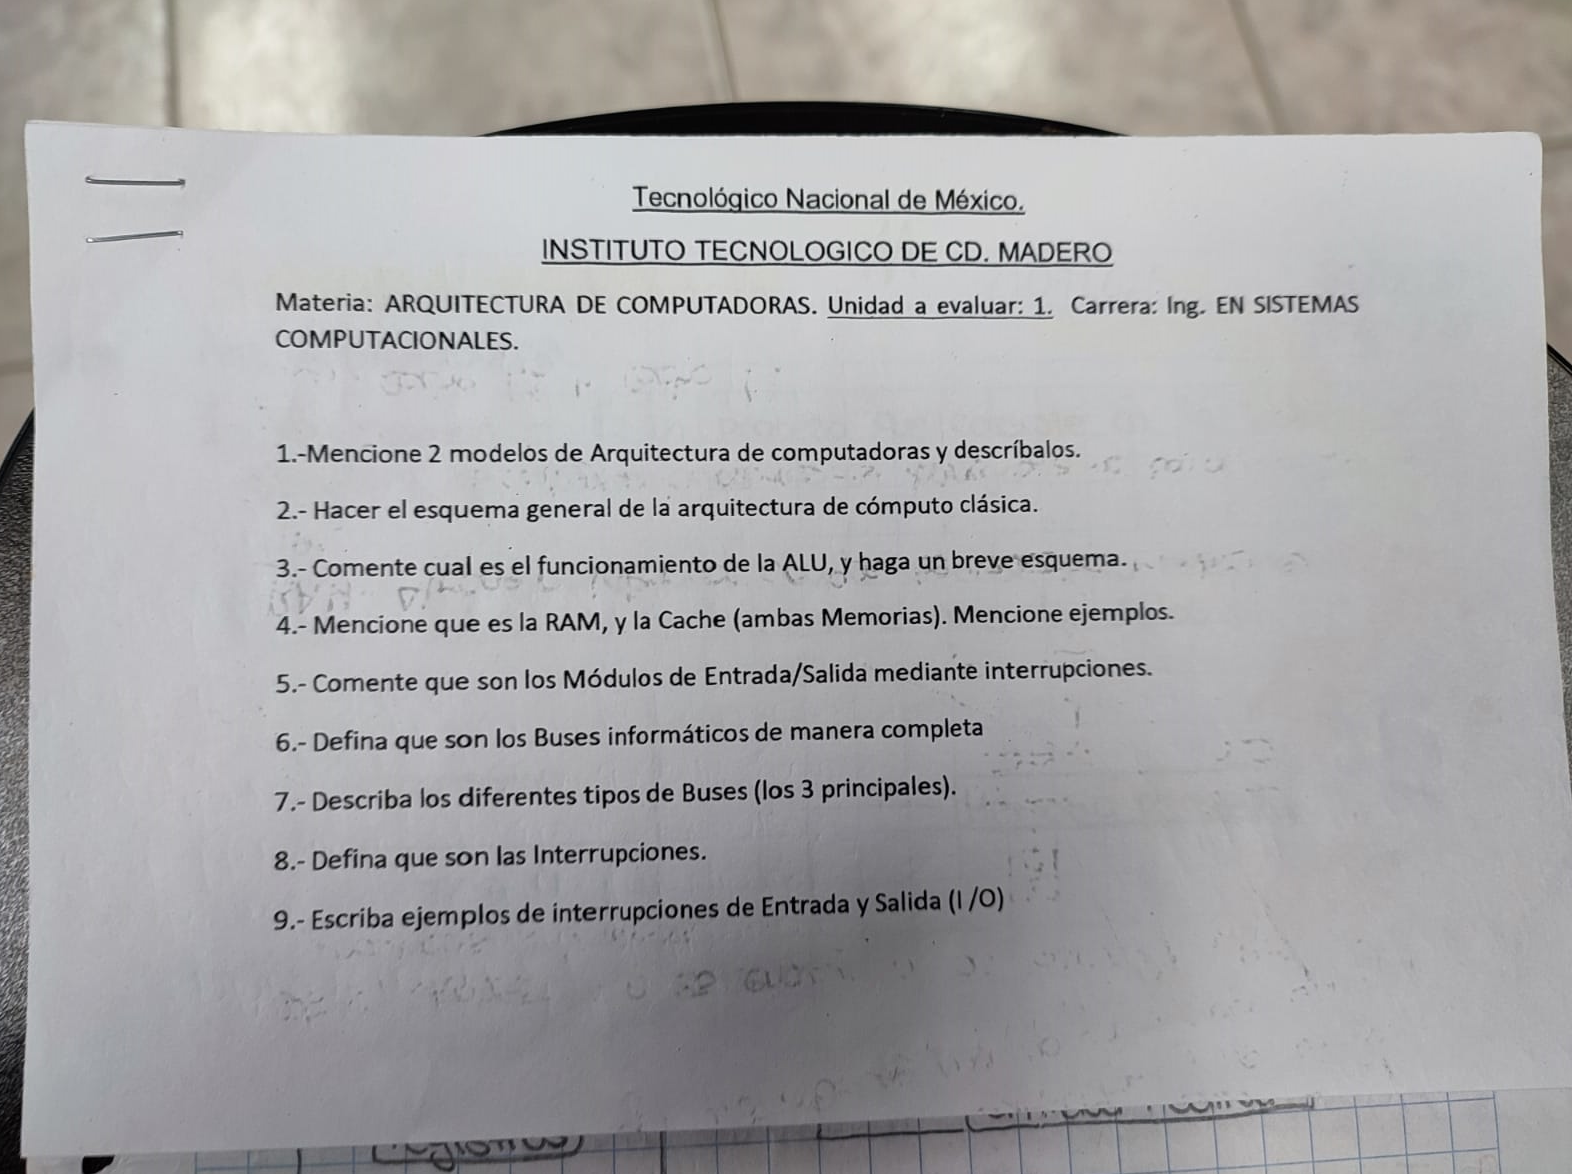 Tecnológico Nacional de México.
INSTITUTO TECNOLOGICO DE CD. MADERO
Materia: ARQUITECTURA DE COMPUTADORAS. Unidad a evaluar: 1. Carrera: Ing. EN SISTEMAS
COMPUTACIONALES.
1.-Mencione 2 modelos de Arquitectura de computadoras y descríbalos.
2.- Hacer el esquema general de la arquitectura de cómputo clásica.
3.- Comente cual es el funcionamiento de la ALU, y haga un breve esquema.
4.- Mencione que es la RAM, y la Cache (ambas Memorias). Mencione ejemplos.
5.- Comente que son los Módulos de Entrada/Salida mediante interrupciones.
6.- Defina que son los Buses informáticos de manera completa
7.- Describa los diferentes tipos de Buses (los 3 principales).
8.- Defina que son las Interrupciones.
9.- Escriba ejemplos de interrupciones de Entrada y Salida (I /O)